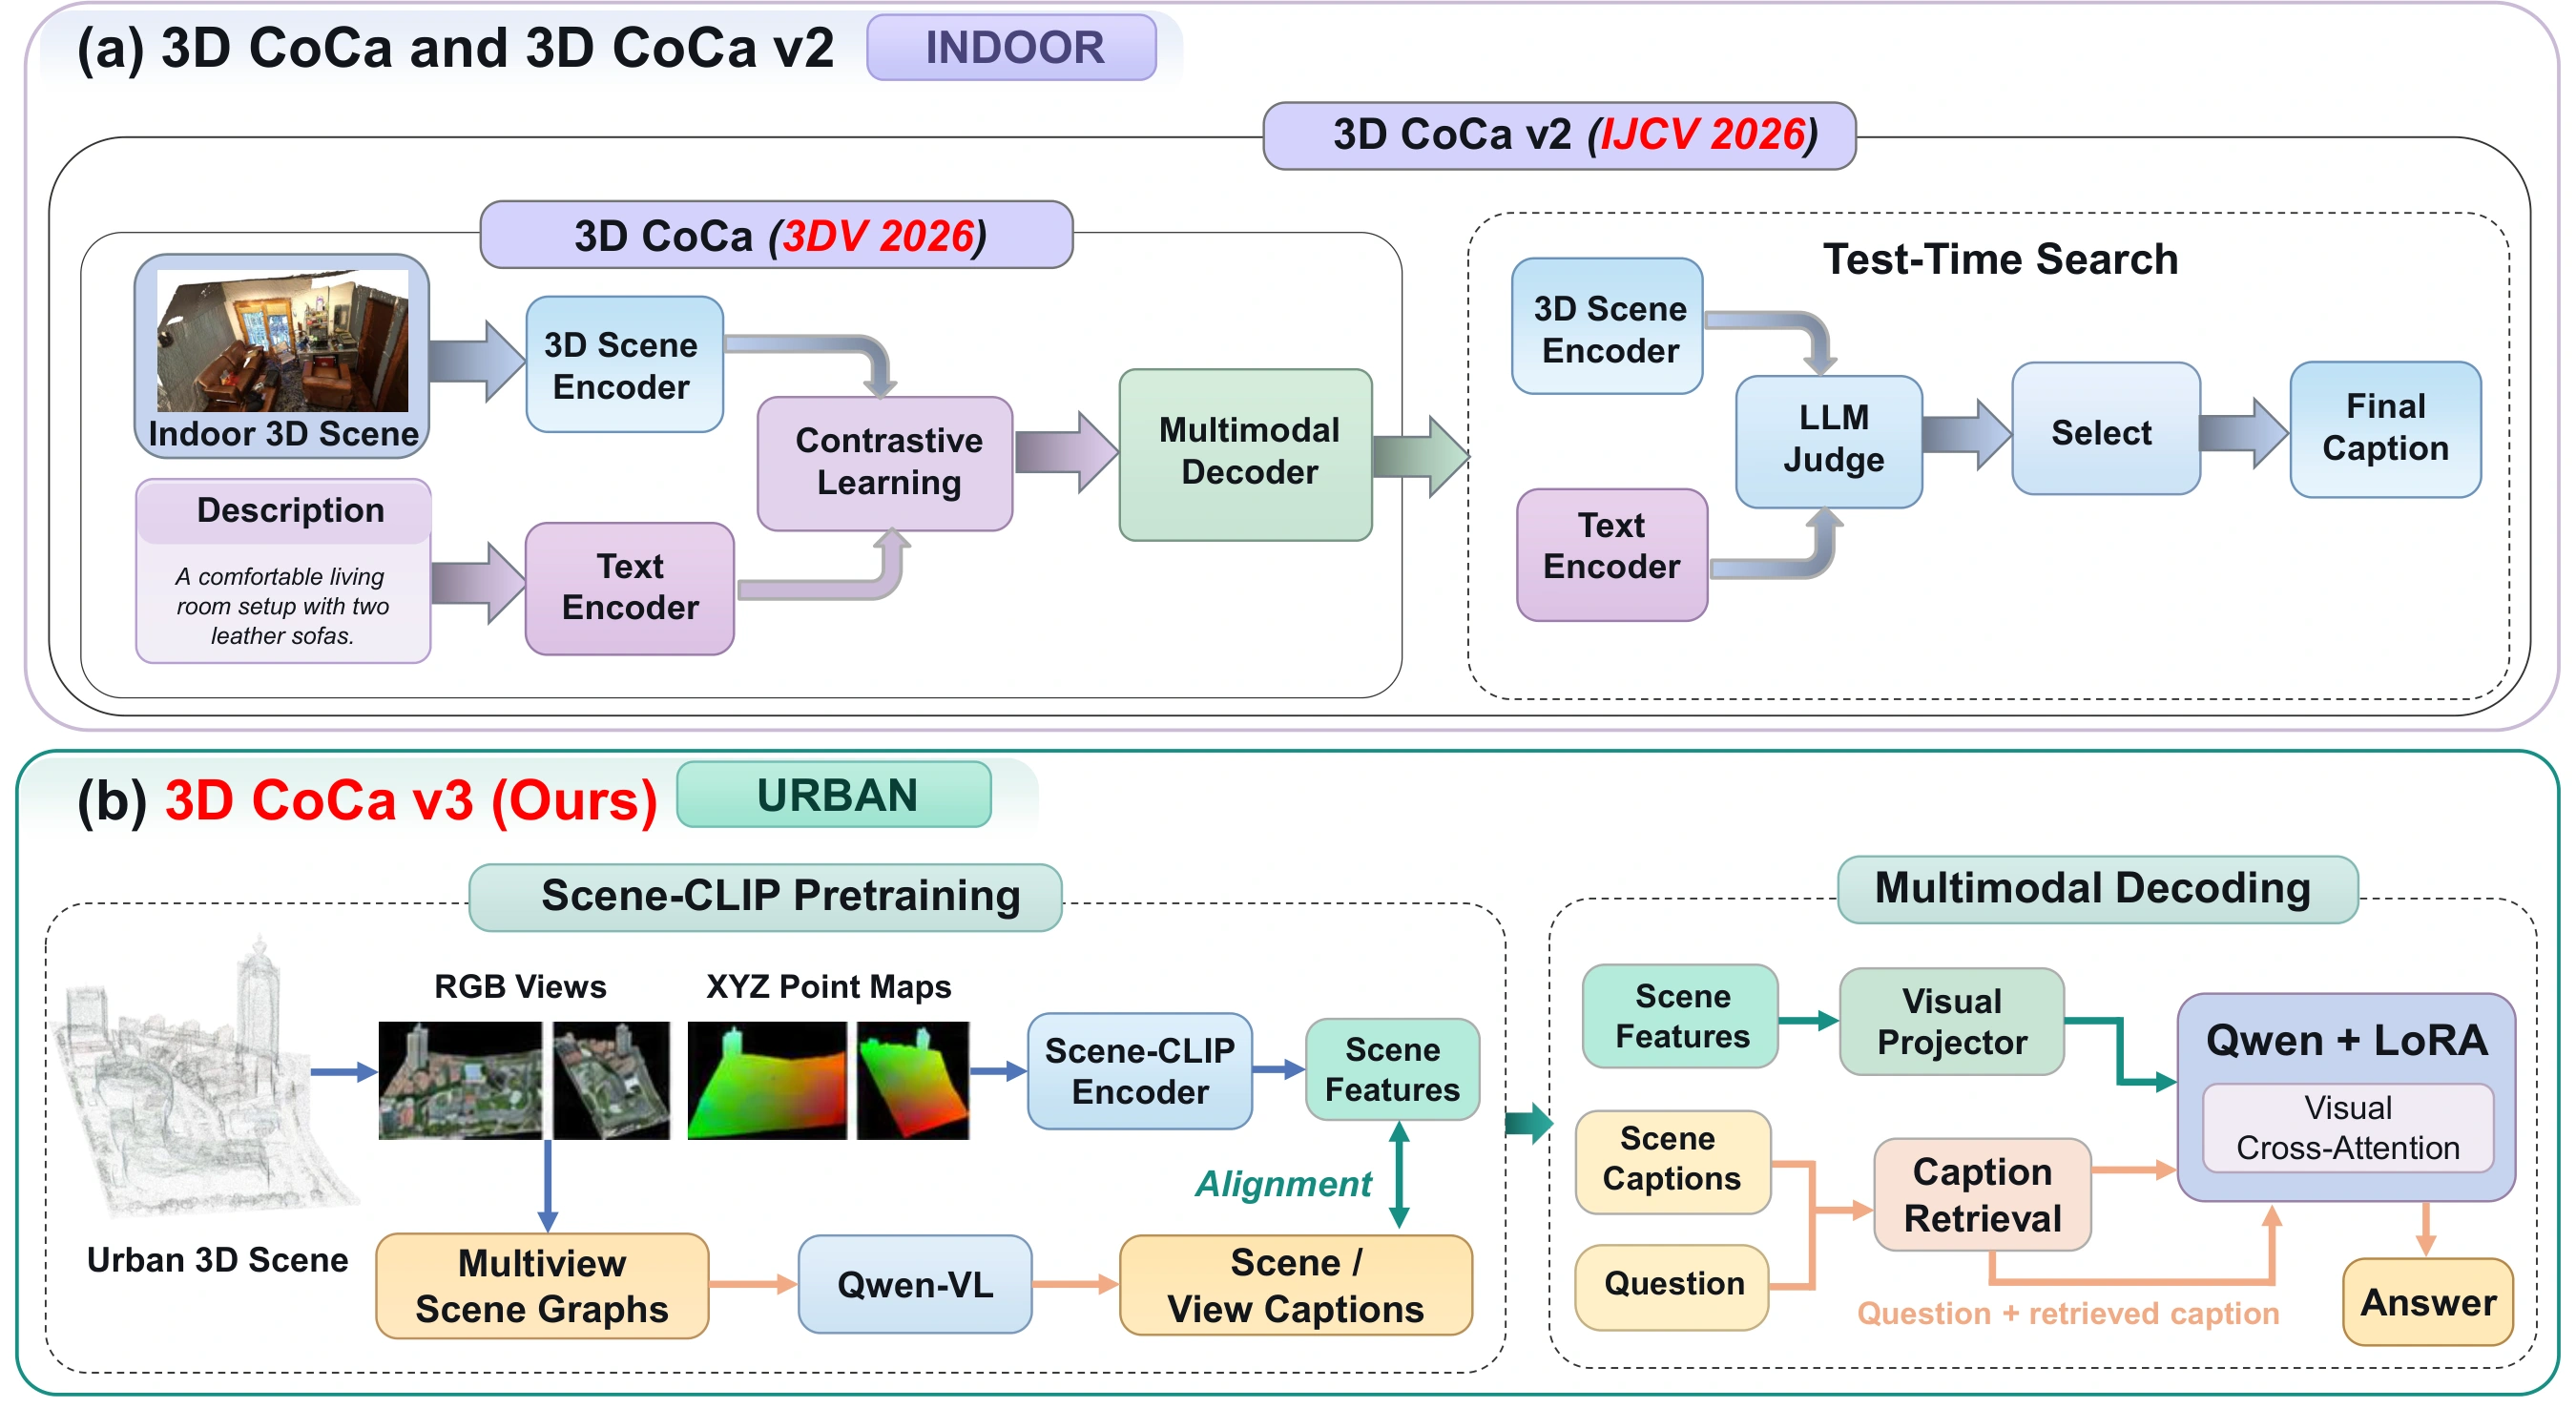 (a) 3D CoCa and 3D CoCa v2
INDOOR
3D CoCa v2 (IJCV 2026)
3D CoCa (3DV 2026)
Indoor 3D Scene
Description
A comfortable living
room setup with two
leather sofas.
3D Scene
Encoder
Text
Encoder
Contrastive
Learning
Multimodal
Decoder
Test-Time Search
3D Scene
Encoder
Text
Encoder
LLM
Judge
Select
Final
Caption
(b) 3D CoCa v3 (Ours)
URBAN
Scene-CLIP Pretraining
Urban 3D Scene
RGB Views
XYZ Point Maps
Scene-CLIP
Encoder
Scene
Features
Alignment
Multiview
Scene Graphs
Qwen-VL
Scene /
View Captions
Multimodal Decoding
Scene
Features
Visual
Projector
Scene
Captions
Question
Caption
Retrieval
Question + retrieved caption
Qwen + LoRA
Visual
Cross-Attention
Answer